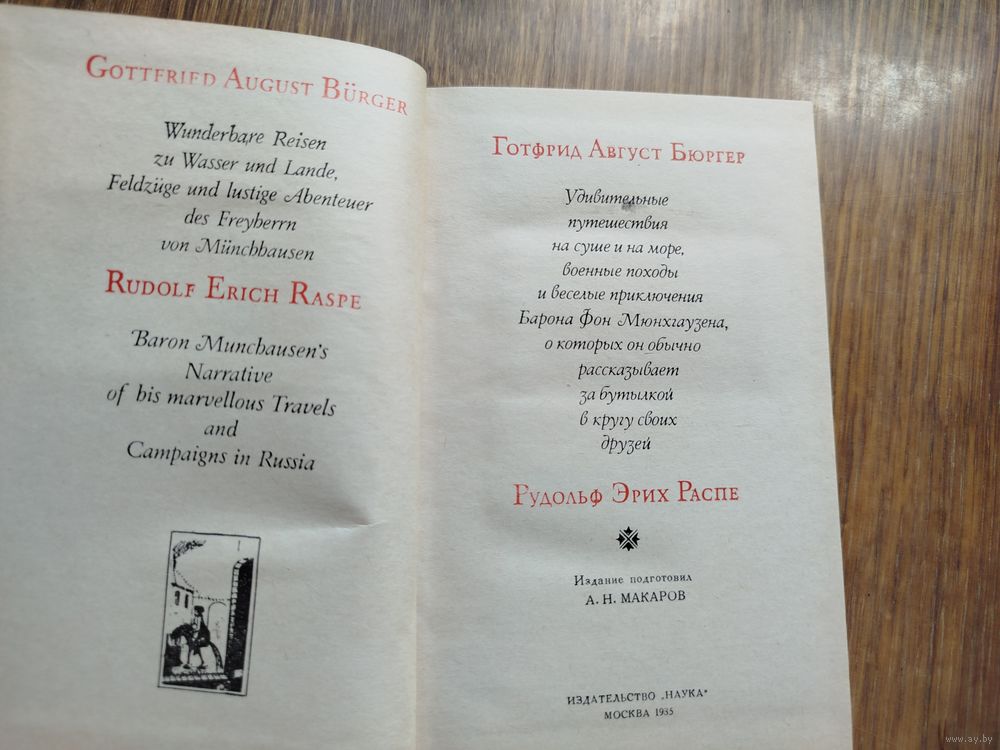 GOTTFRIED AUGUST BÜRGER
Wunderbare Reisen
zu Wasser und Lande,
Feldzüge und lustige Abenteuer
des Freyherrn
von Münchhausen
RUDOLF ERICH RASPE
Baron Munchausen's
Narrative
of his marvellous Travels
and
Campaigns in Russia
ГОТФРИД АВГУСТ БЮРГЕР
Удивительные
путешествия
на суше и на море,
военные походы
и веселые приключения
Барона Фон Мюнхгаузена,
о которых он обычно
рассказывает
за бутылкой
в кругу своих
друзей
РУДОЛЬФ ЭРИХ РАСПЕ
Издание подготовил
А. Н. МАКАРОВ
ИЗДАТЕЛЬСТВО „НАУКА"
МОСКВА 1985
www.ay.by